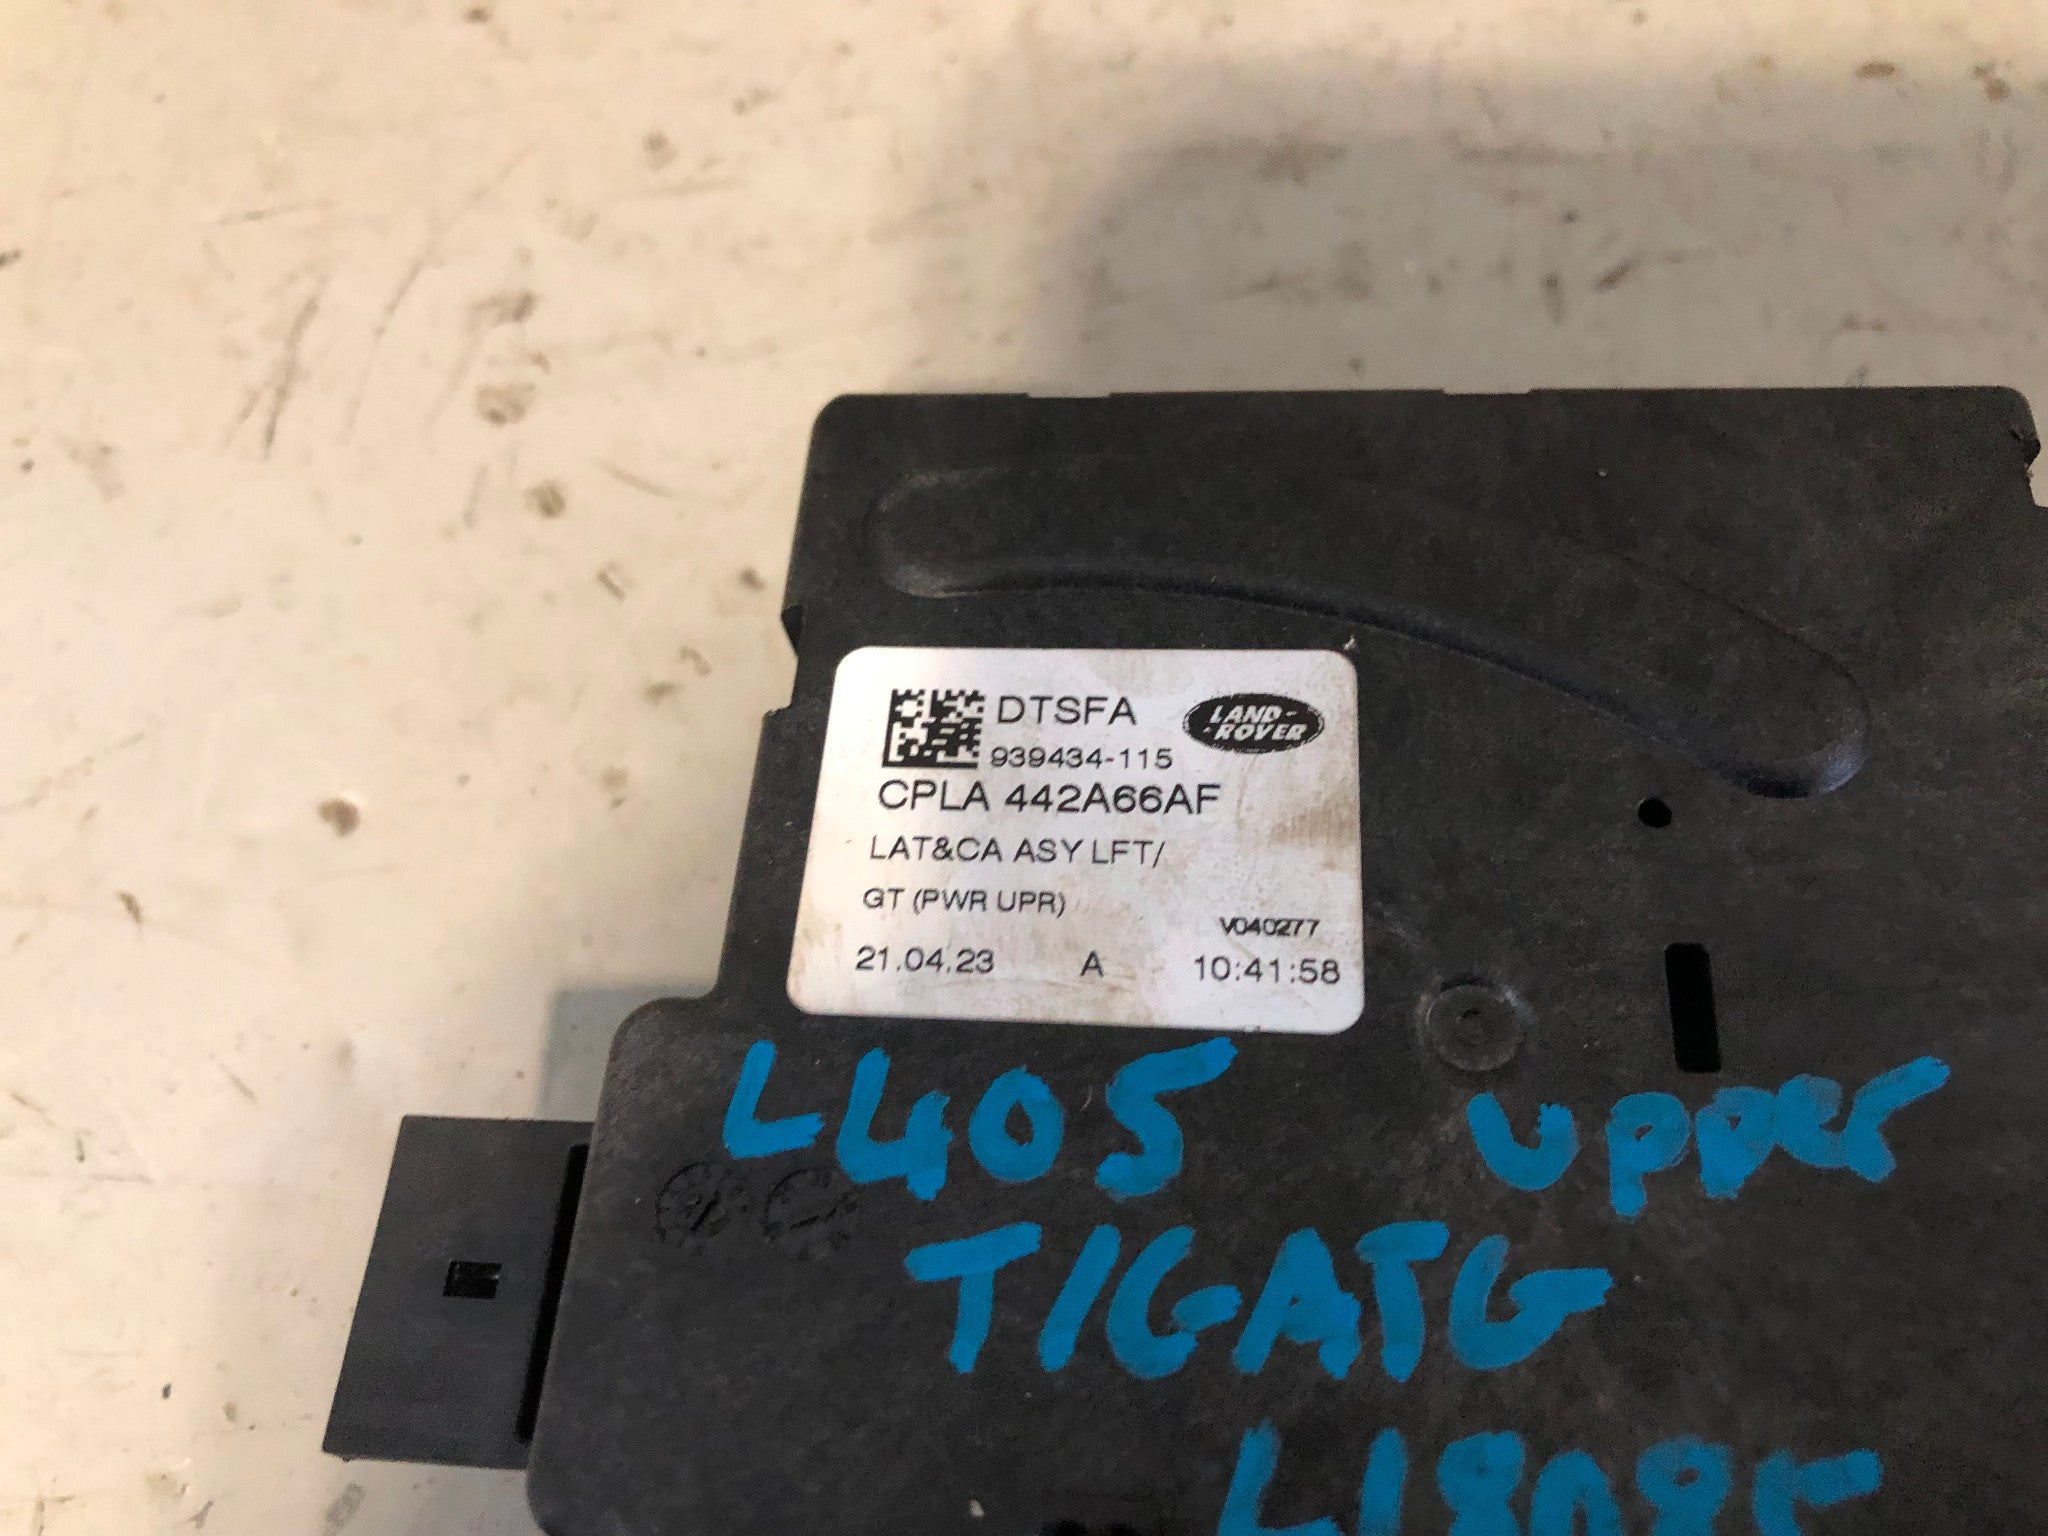 DTSFA
LAND-
-ROVER
939434-115
CPLA 442A66AF
LAT&CA ASY LFT/
GT (PWR UPR)
V040277
21.04.23 A 10:41:58
L405 upper
T/GATG